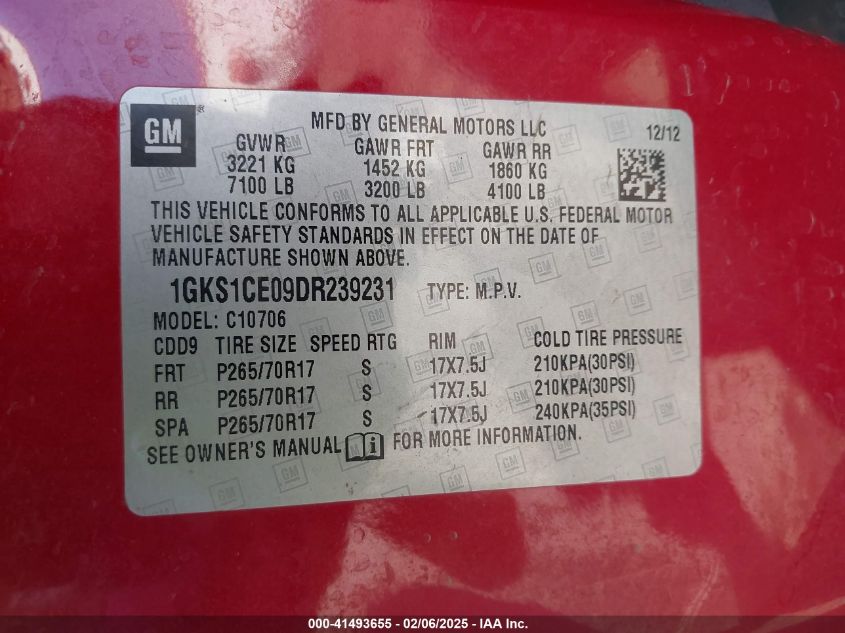 GM
MFD BY GENERAL MOTORS LLC 12/12
GVWR GAWR FRT GAWR RR
3221 KG 1452 KG 1860 KG
7100 LB 3200 LB 4100 LB
THIS VEHICLE CONFORMS TO ALL APPLICABLE U.S. FEDERAL MOTOR
VEHICLE SAFETY STANDARDS IN EFFECT ON THE DATE OF
MANUFACTURE SHOWN ABOVE.
1GKS1CE09DR239231 TYPE: M.P.V.
MODEL: C10706
CDD9 TIRE SIZE SPEED RTG RIM COLD TIRE PRESSURE
FRT P265/70R17 S 17X7.5J 210KPA(30PSI)
RR P265/70R17 S 17X7.5J 210KPA(30PSI)
SPA P265/70R17 S 17X7.5J 240KPA(35PSI)
SEE OWNER'S MANUAL i FOR MORE INFORMATION.
000-41493655 - 02/06/2025 - IAA Inc.